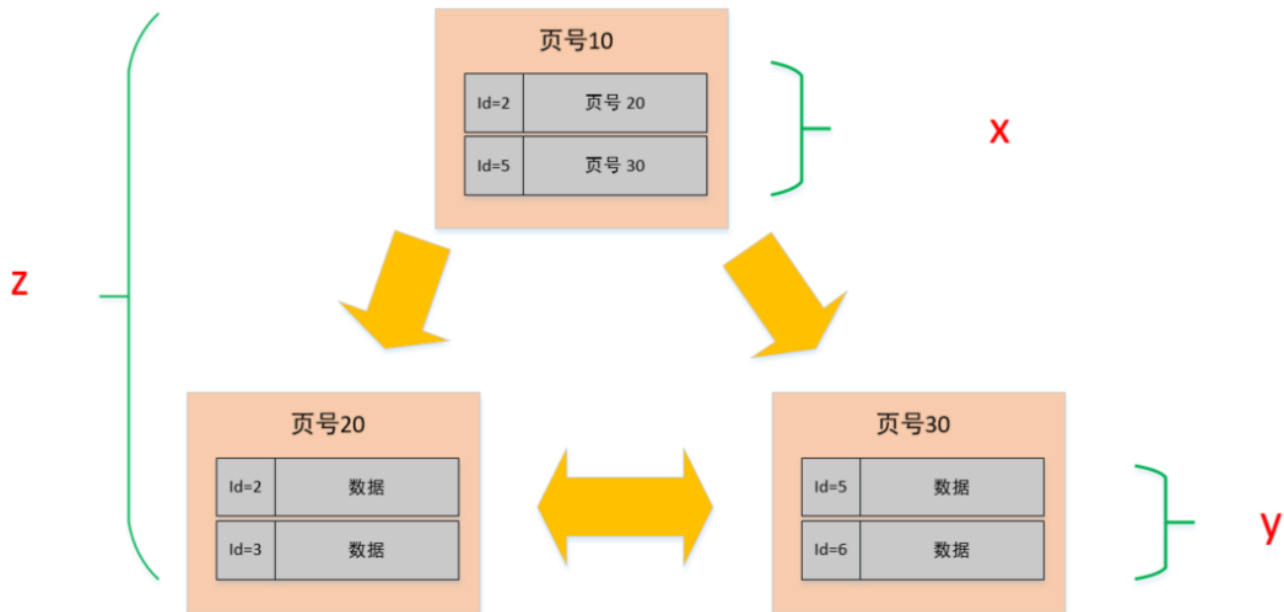 页号10
Id=2 页号 20
x
Id=5 页号 30
z
页号20
页号30
Id=2 数据
Id=5 数据
Id=3 数据
Id=6 数据
y